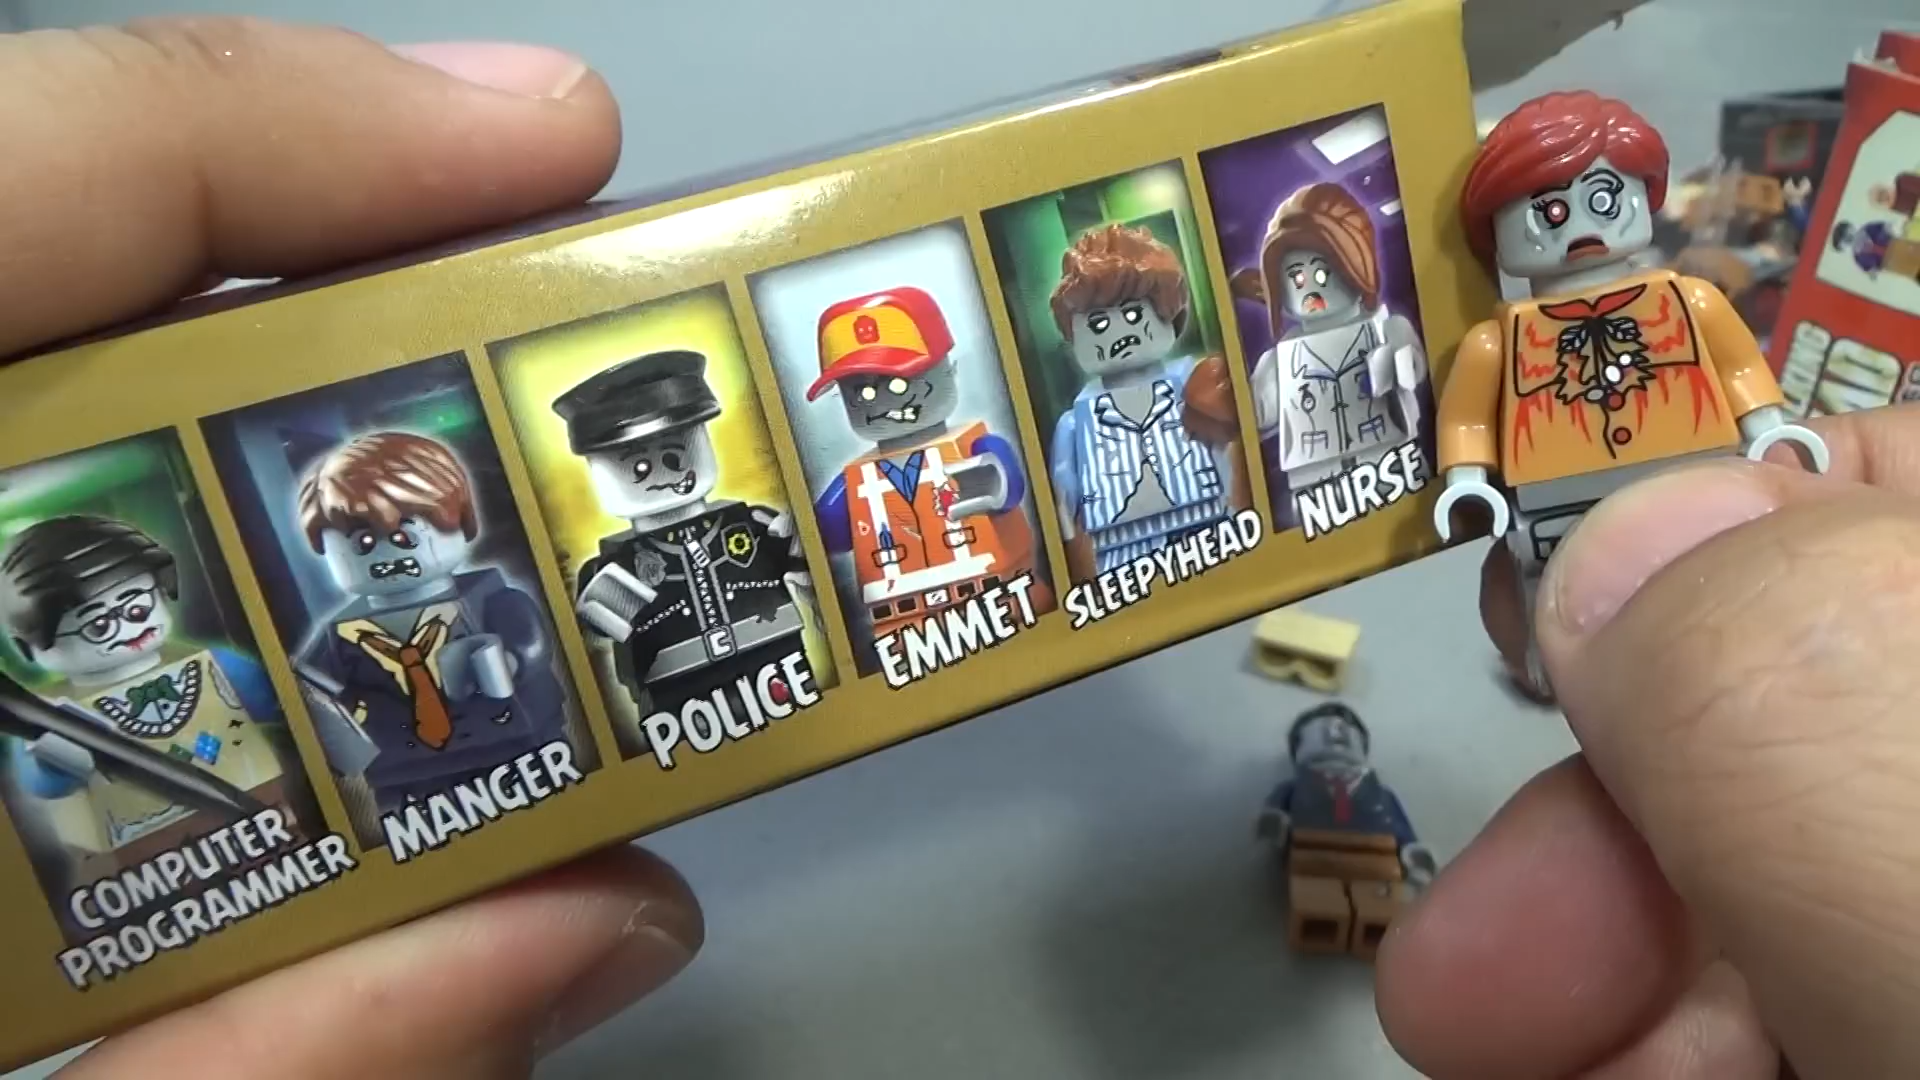 COMPUTER
PROGRAMMER
MANGER
POLICE
EMMET
SLEEPYHEAD
NURSE